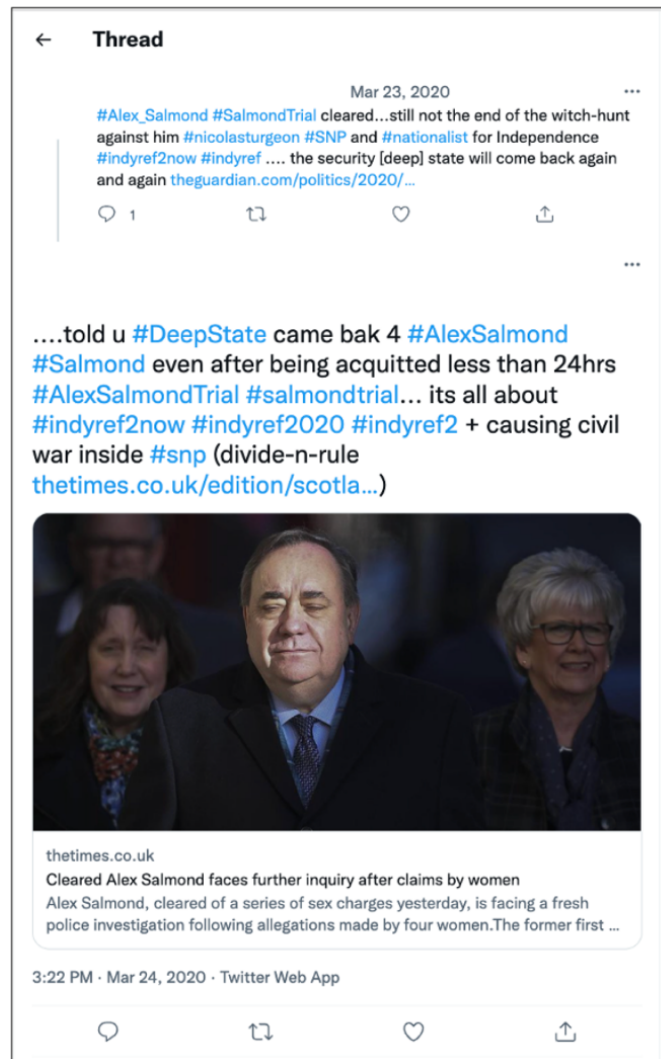 Thread
Mar 23, 2020
#Alex_Salmond #SalmondTrial cleared...still not the end of the witch-hunt
against him #nicolasturgeon #SNP and #nationalist for Independence
#indyref2now #indyref .... the security [deep] state will come back again
and again theguardian.com/politics/2020/...
1
....told u #DeepState came bak 4 #AlexSalmond
#Salmond even after being acquitted less than 24hrs
#AlexSalmondTrial #salmondtrial... its all about
#indyref2now #indyref2020 #indyref2 + causing civil
war inside #snp (divide-n-rule
thetimes.co.uk/edition/scotla...)
thetimes.co.uk
Cleared Alex Salmond faces further inquiry after claims by women
Alex Salmond, cleared of a series of sex charges yesterday, is facing a fresh
police investigation following allegations made by four women.The former first ...
3:22 PM · Mar 24, 2020 · Twitter Web App